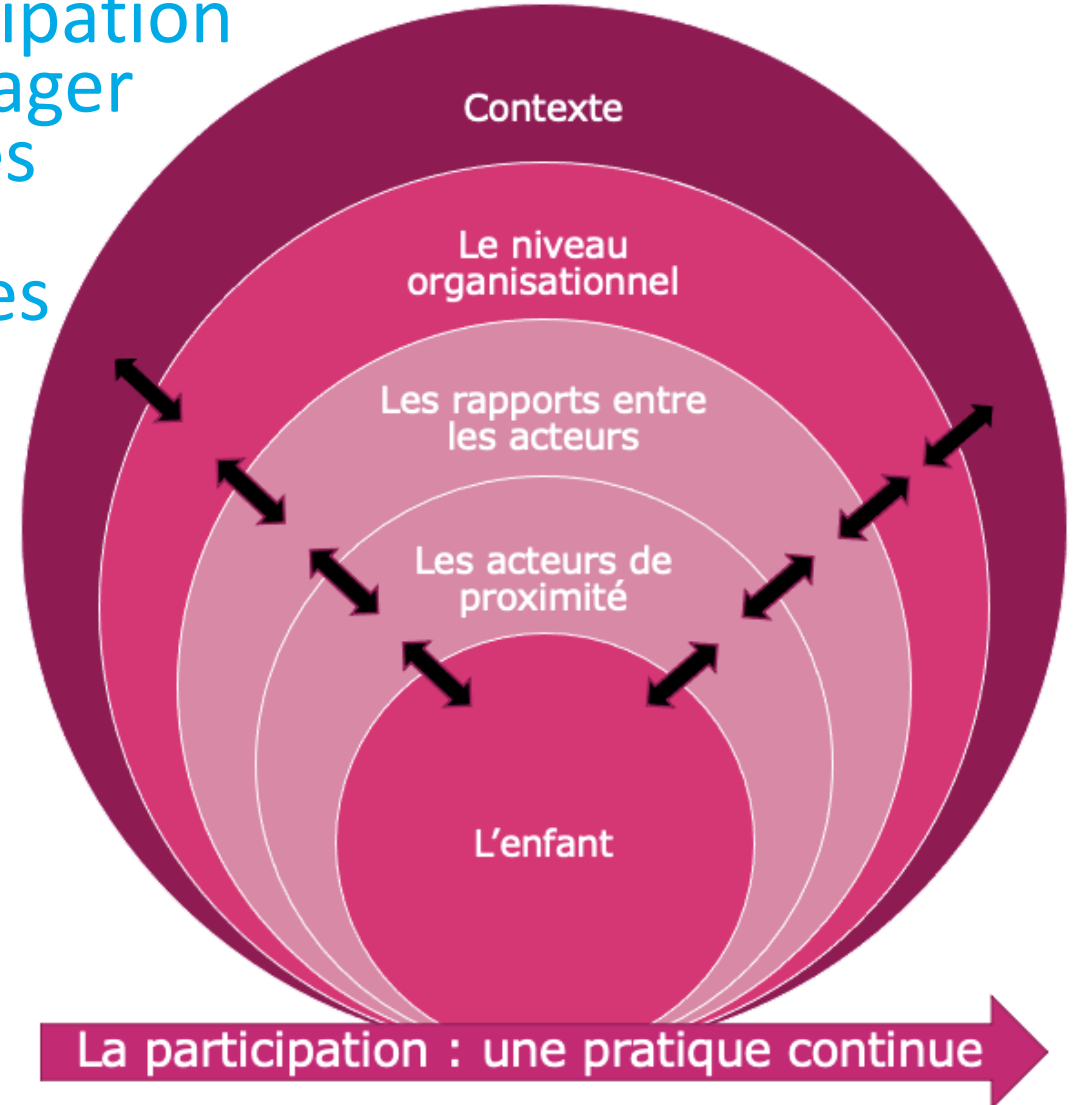 cipation
ager
es
es
Contexte
Le niveau
organisationnel
Les rapports entre
les acteurs
Les acteurs de
proximité
L’enfant
La participation : une pratique continue